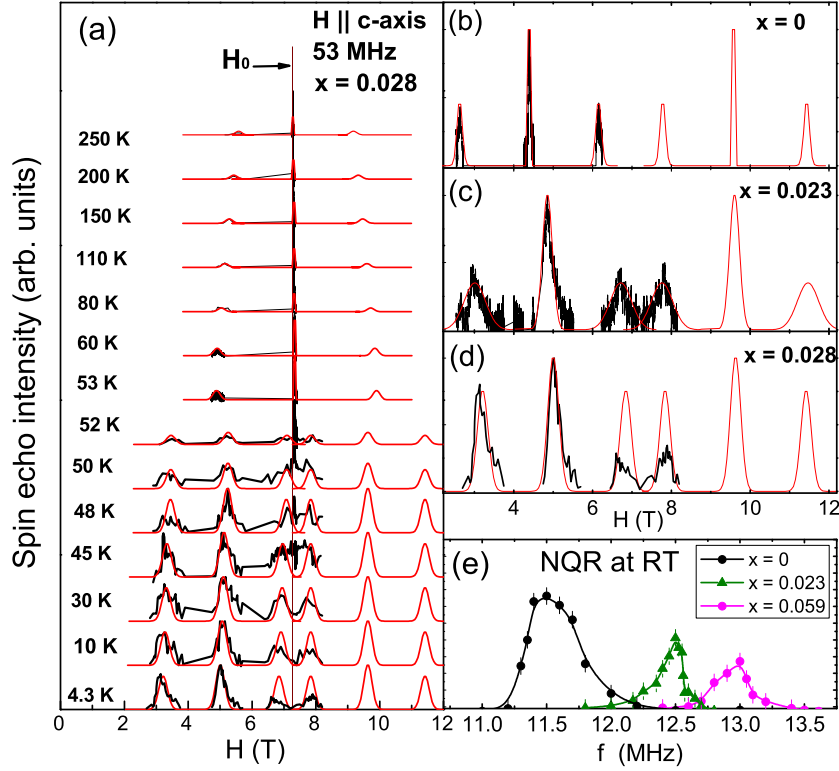 (a)
H || c-axis
53 MHz
x = 0.028
H₀
250 K
200 K
150 K
110 K
80 K
60 K
53 K
52 K
50 K
48 K
45 K
30 K
10 K
4.3 K
Spin echo intensity (arb. units)
0 2 4 6 8 10 12
H (T)
(b)
x = 0
(c)
x = 0.023
(d)
x = 0.028
4 6 8 10 12
H (T)
(e)
NQR at RT
x = 0
x = 0.023
x = 0.059
11.0 11.5 12.0 12.5 13.0 13.5
f (MHz)